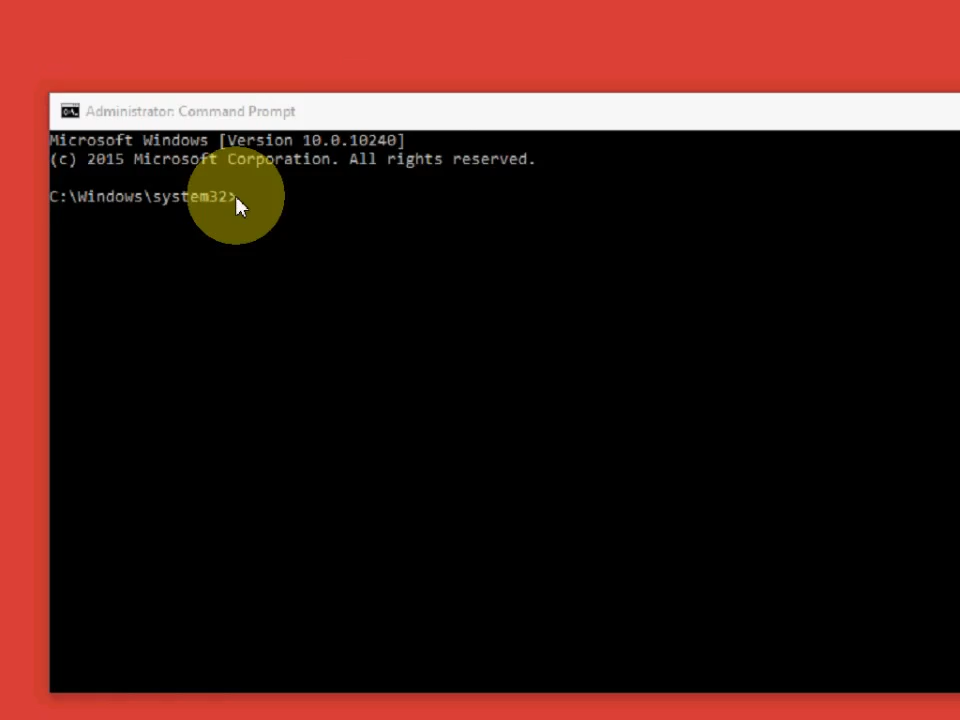 Administrator: Command Prompt
Microsoft Windows [Version 10.0.10240]
(c) 2015 Microsoft Corporation. All rights reserved.
C:\Windows\system32>